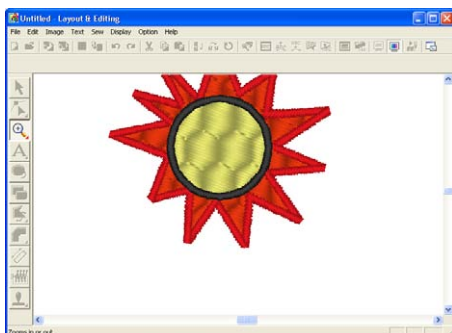 Untitled - Layout & Editing
File Edit Image Text Sew Display Option Help
A
Zooms in or out